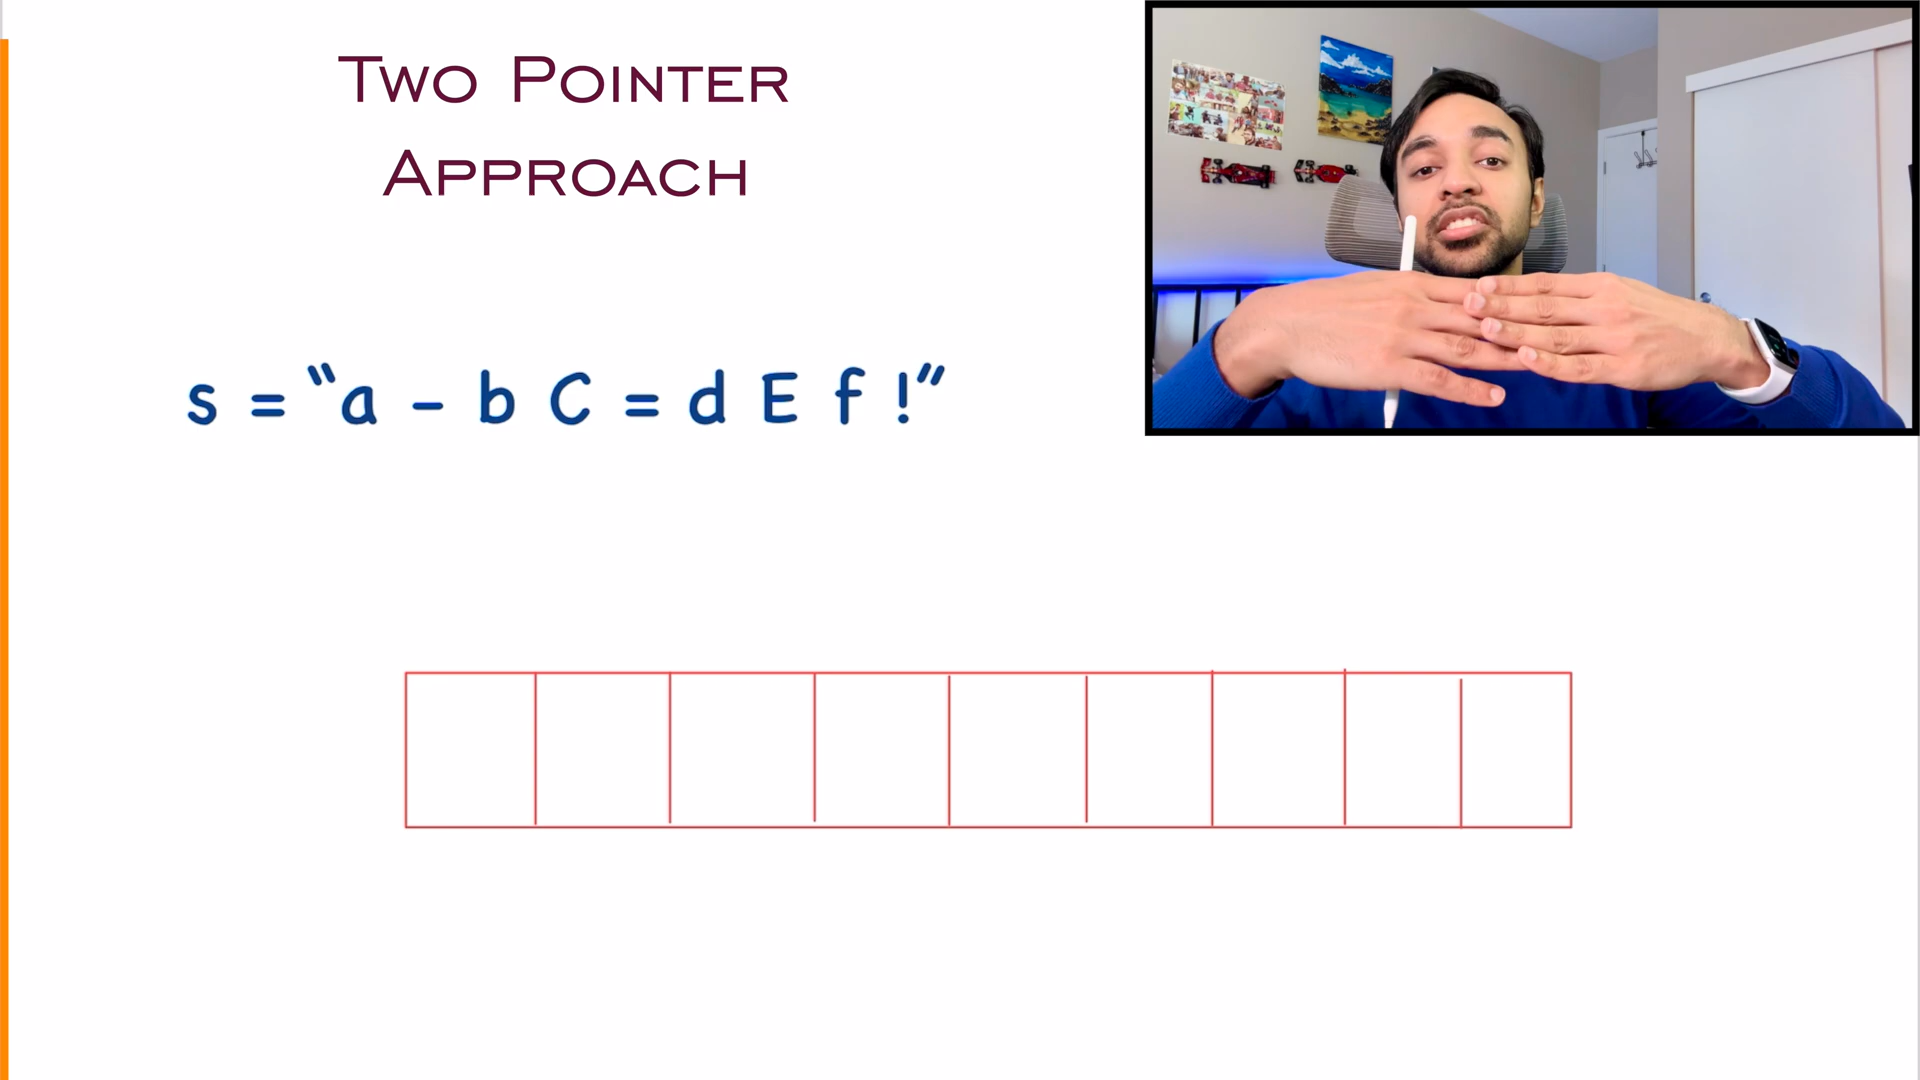 TWO POINTER
APPROACH
s = "a - b C = d E f !"